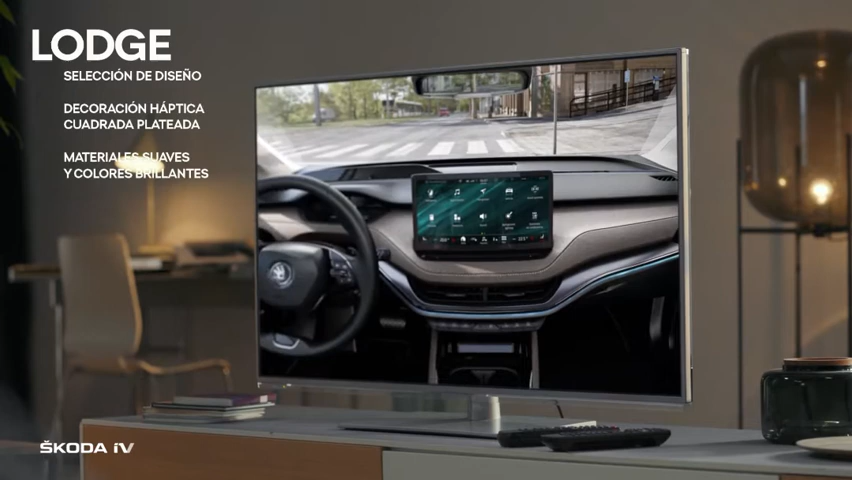 LODGE
SELECCIÓN DE DISEÑO
DECORACIÓN HÁPTICA
CUADRADA PLATEADA
MATERIALES SUAVES
Y COLORES BRILLANTES
ŠKODA iV